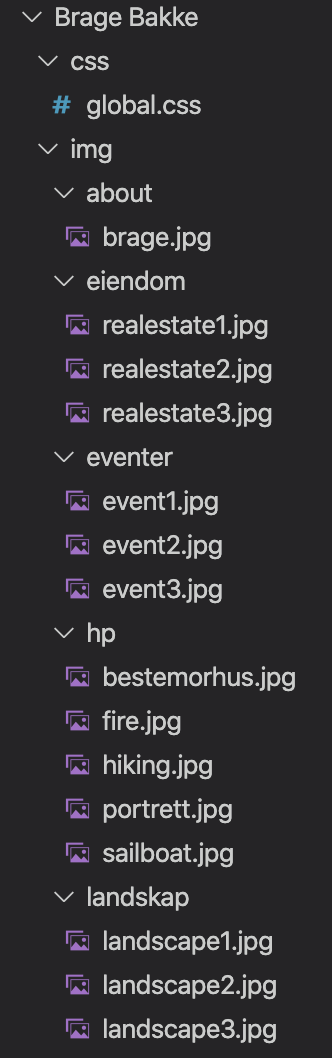 Brage Bakke
css
# global.css
img
about
brage.jpg
eiendom
realestate1.jpg
realestate2.jpg
realestate3.jpg
eventer
event1.jpg
event2.jpg
event3.jpg
hp
bestemorhus.jpg
fire.jpg
hiking.jpg
portrett.jpg
sailboat.jpg
landskap
landscape1.jpg
landscape2.jpg
landscape3.jpg